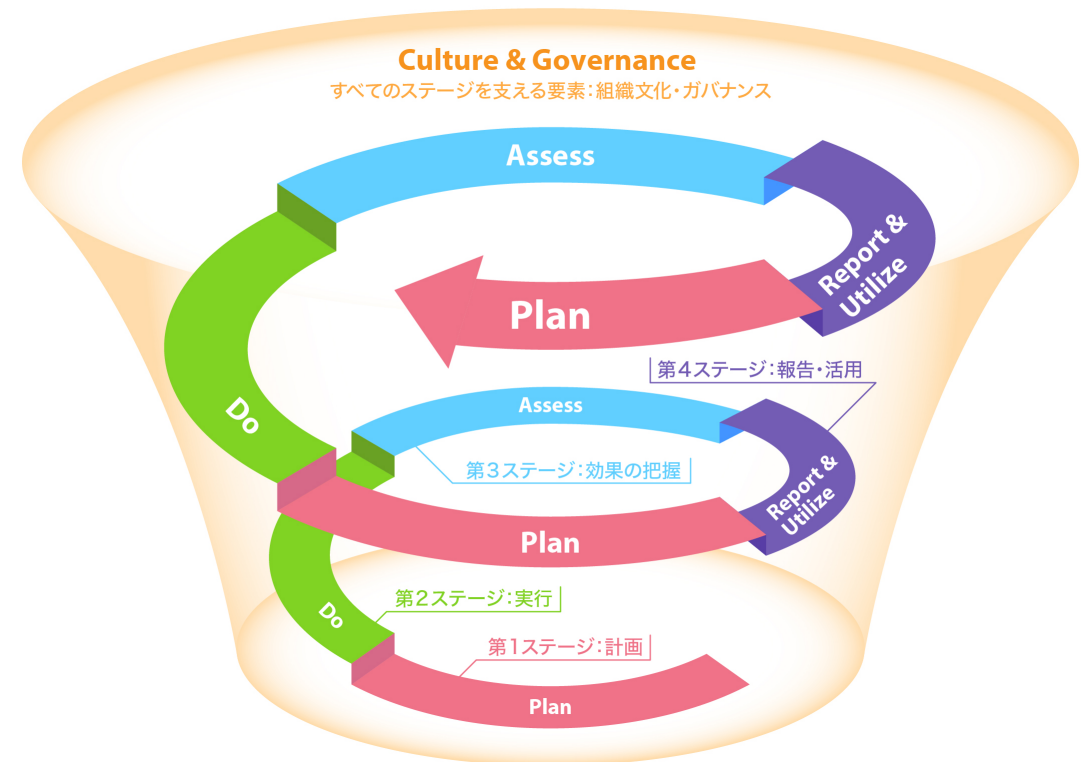 Culture & Governance
すべてのステージを支える要素：組織文化・ガバナンス
Assess
Report &
Utilize
Plan
第4ステージ：報告・活用
Do
Assess
第3ステージ：効果の把握
Report &
Utilize
Plan
第2ステージ：実行
Do
第1ステージ：計画
Plan